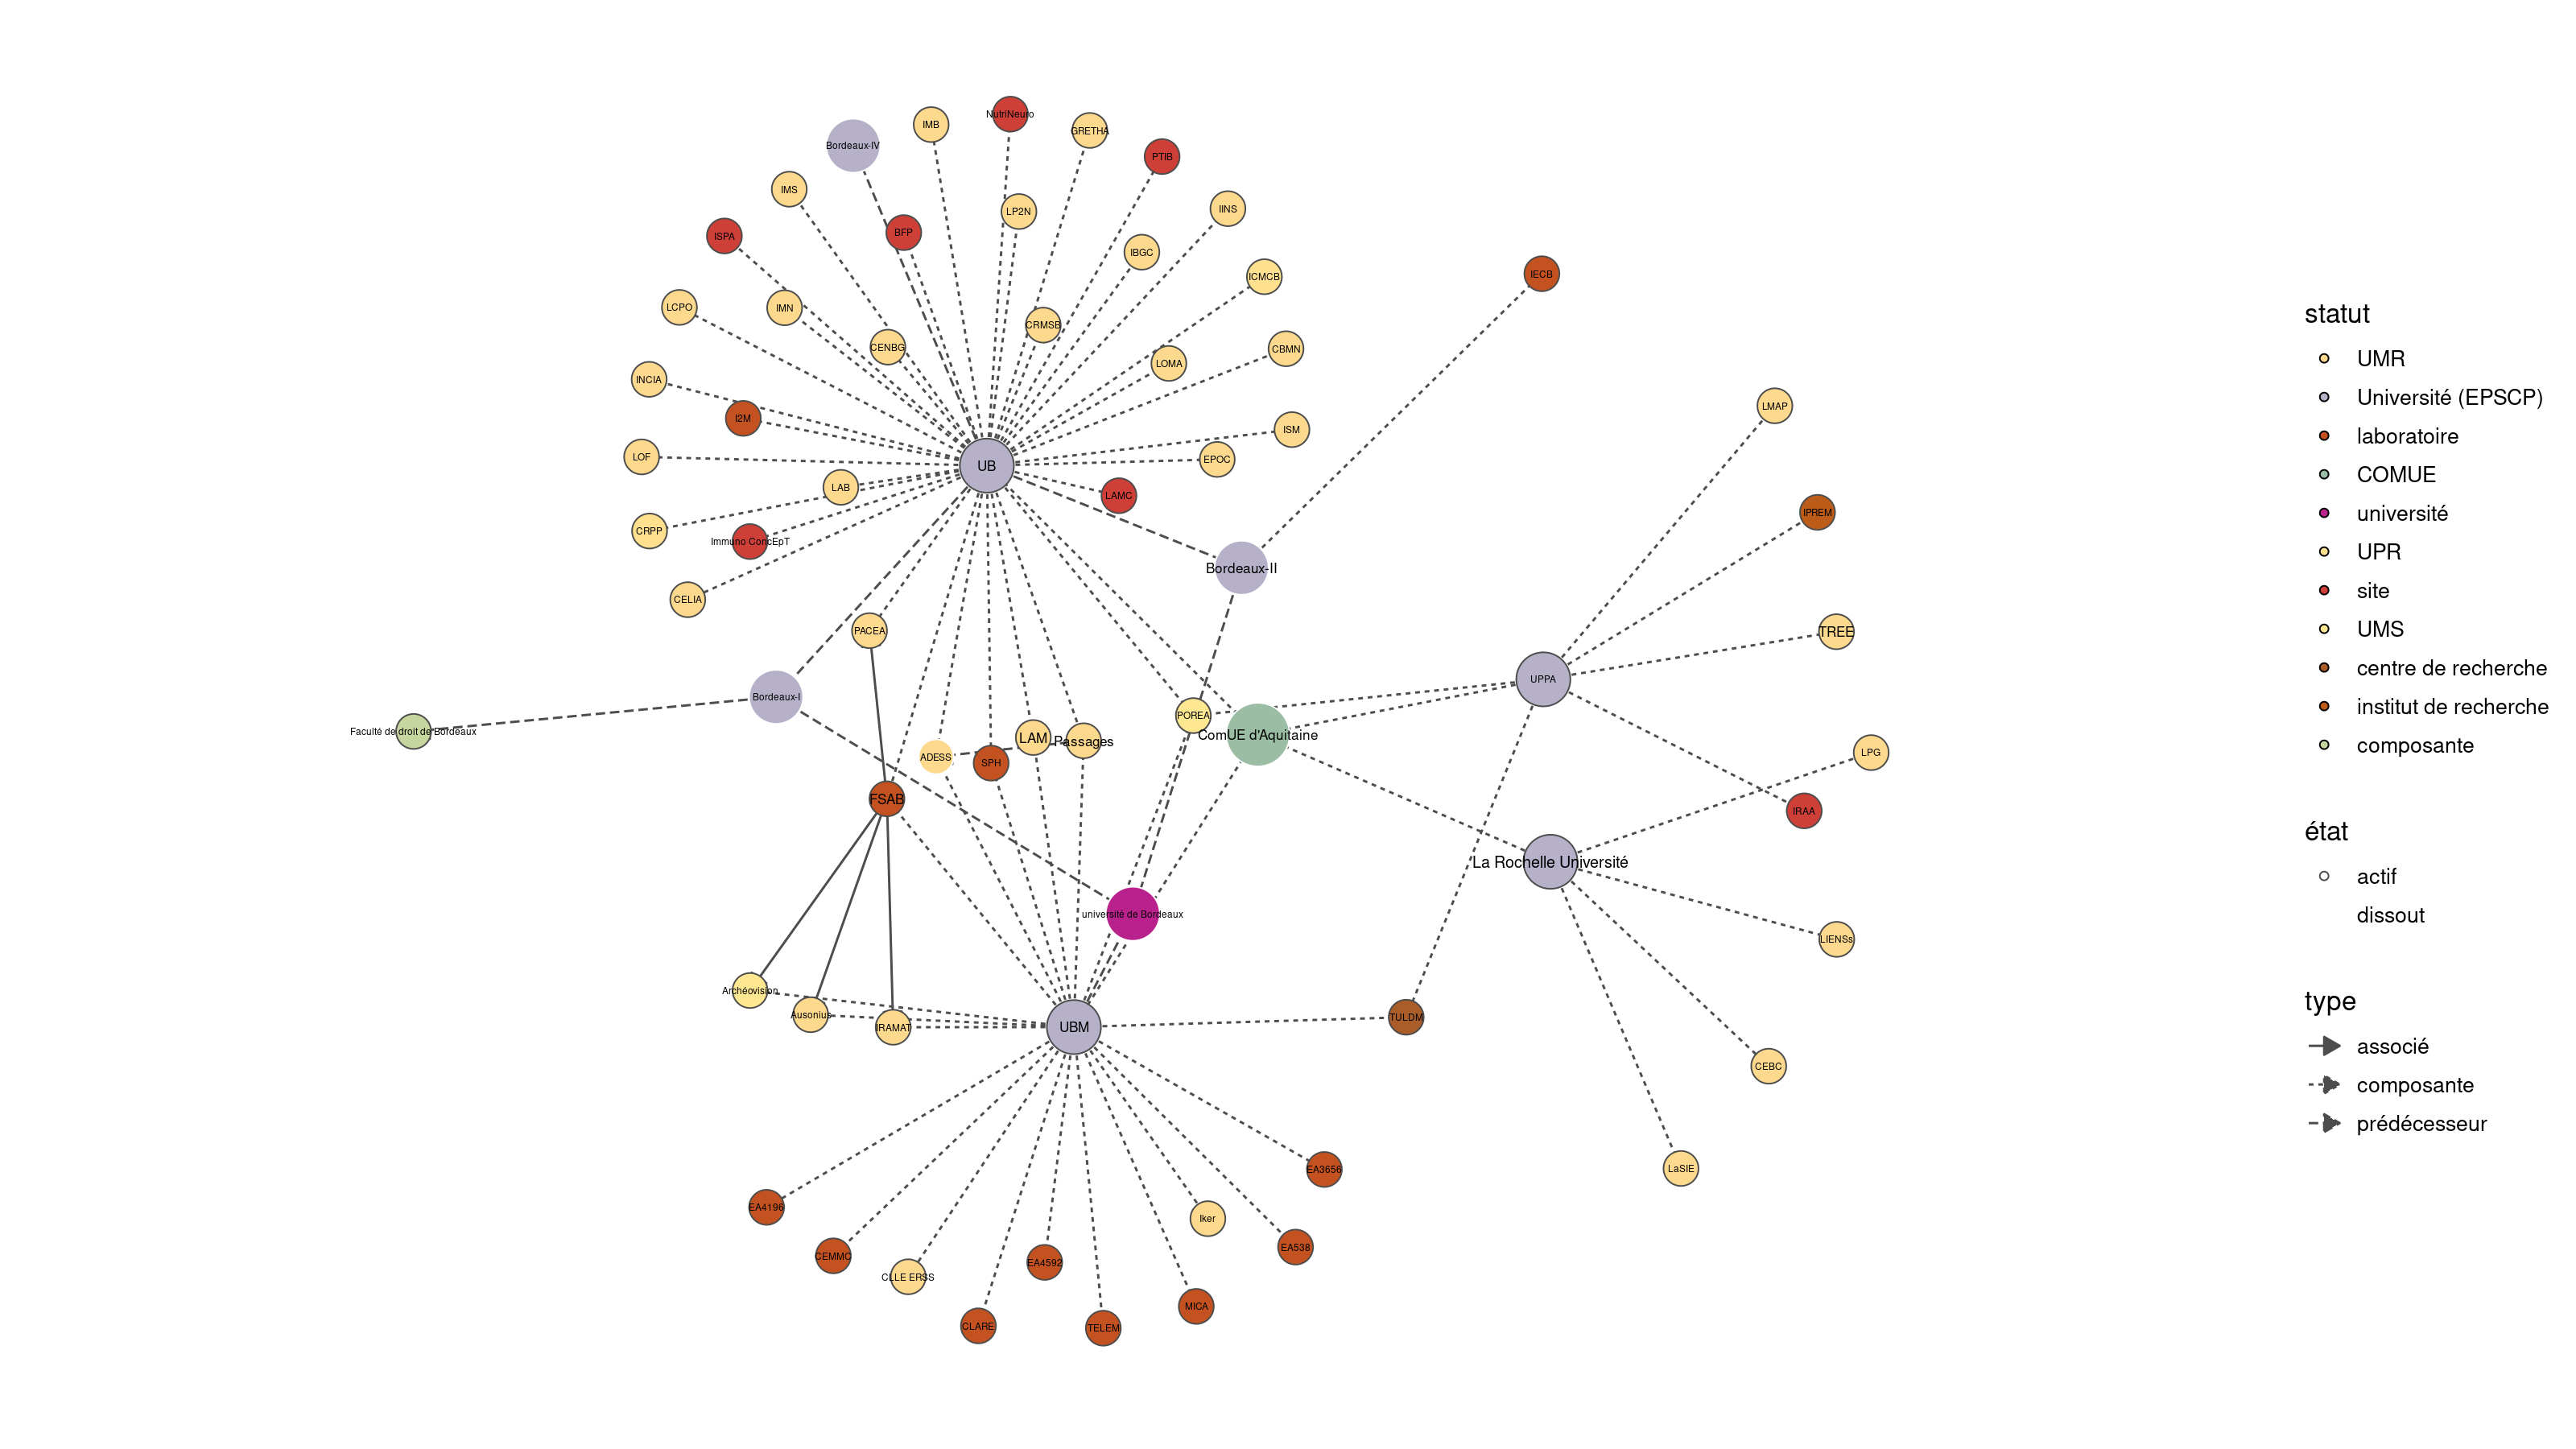 NutriNeuro
IMB
GRETHA
Bordeaux-IV
PTIB
IMS
IINS
LP2N
BFP
ISPA
IBGC
IECB
ICMCB
LCPO
IMN
CRMSB
CENBG
CBMN
LOMA
INCIA
LMAP
I2M
ISM
LOF
EPOC
UB
LAB
LAMC
IPREM
CRPP
Immuno ConcEpT
Bordeaux-II
CELIA
PACEA
TREE
UPPA
Bordeaux-I
POREA
Faculté de droit de Bordeaux
ComUE d'Aquitaine
LAM
Passages
LPG
ADESS
SPH
FSAB
IRAA
La Rochelle Université
université de Bordeaux
LIENSs
Archéovision
Ausonius
TULDM
IRAMAT
UBM
CEBC
LaSIE
EA3656
EA4196
Iker
EA538
CEMMC
EA4592
CLLE ERSS
MICA
CLARE
TELEM
statut
UMR
Université (EPSCP)
laboratoire
COMUE
université
UPR
site
UMS
centre de recherche
institut de recherche
composante
état
actif
dissout
type
associé
composante
prédécesseur